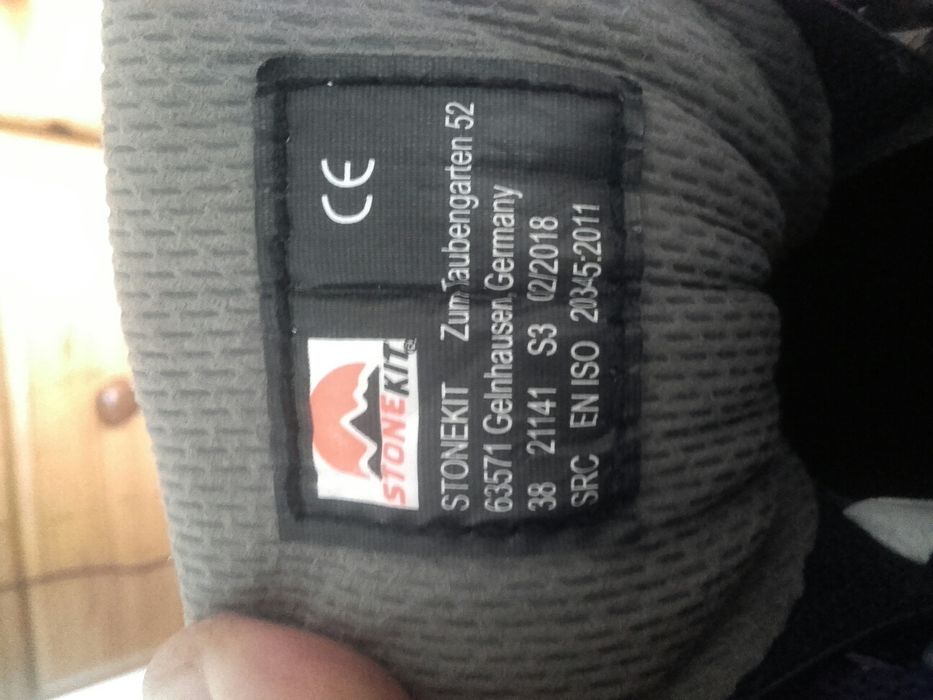 STONEKIT
CE
STONEKIT Zum Taubengarten 52
63571 Gelnhausen, Germany
38 21141 S3 02/2018
SRC EN ISO 20345:2011